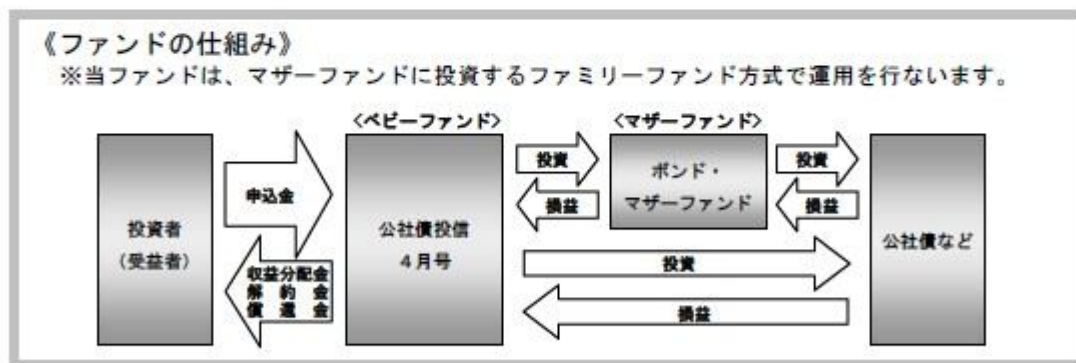 《ファンドの仕組み》
※当ファンドは、マザーファンドに投資するファミリーファンド方式で運用を行ないます。
〈ベビーファンド〉
〈マザーファンド〉
投資者
(受益者)
申込金
収益分配金
解約金
償還金
公社債投信
4月号
投資
損益
ボンド・
マザーファンド
投資
損益
投資
損益
公社債など